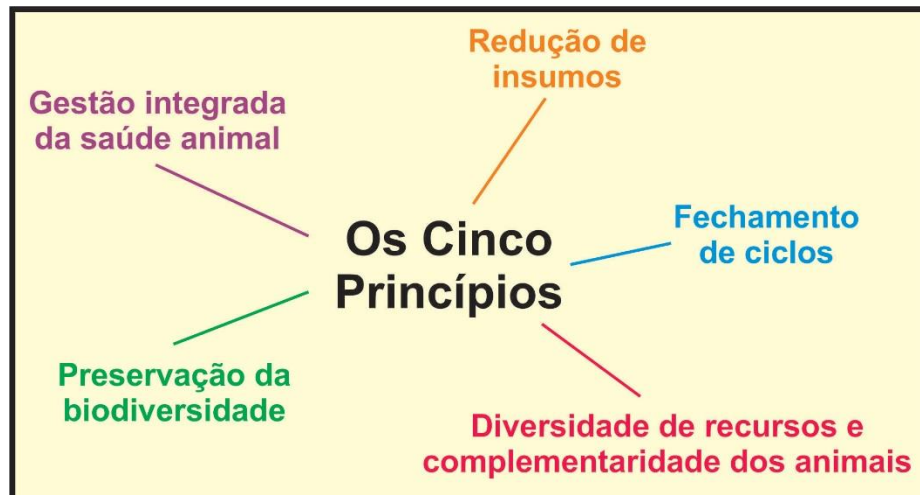 Redução de
insumos
Gestão integrada
da saúde animal
Os Cinco
Princípios
Fechamento
de ciclos
Preservação da
biodiversidade
Diversidade de recursos e
complementaridade dos animais